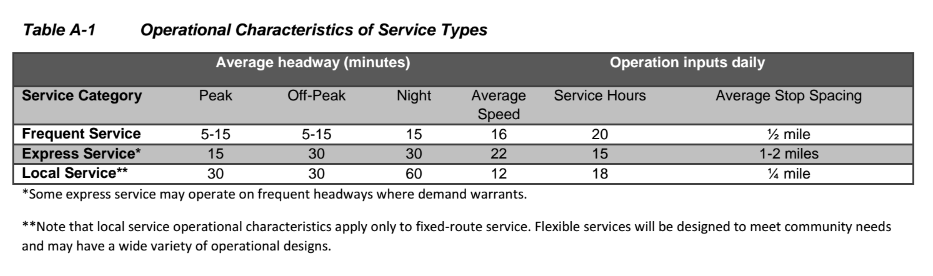 Table A-1 Operational Characteristics of Service Types
Average headway (minutes) Operation inputs daily
Service Category Peak Off-Peak Night Average Speed Service Hours Average Stop Spacing
Frequent Service 5-15 5-15 15 16 20 ½ mile
Express Service* 15 30 30 22 15 1-2 miles
Local Service** 30 30 60 12 18 ¼ mile
*Some express service may operate on frequent headways where demand warrants.
**Note that local service operational characteristics apply only to fixed-route service. Flexible services will be designed to meet community needs
and may have a wide variety of operational designs.